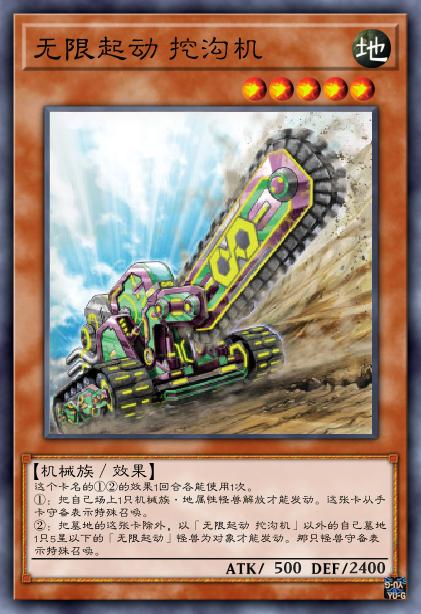 无限起动 挖沟机
地
【机械族／效果】
这个卡名的①②的效果1回合各能使用1次。
①：把自己场上1只机械族·地属性怪兽解放才能发动。这张卡从手
卡守备表示特殊召唤。
②：把墓地的这张卡除外，以「无限起动 挖沟机」以外的自己墓地
1只5星以下的「无限起动」怪兽为对象才能发动。那只怪兽守备表
示特殊召唤。
ATK/ 500 DEF/2400